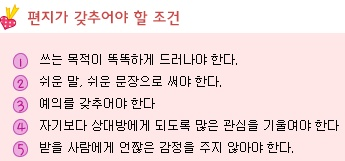 편지가 갖추어야 할 조건
1 쓰는 목적이 똑똑하게 드러나야 한다.
2 쉬운 말, 쉬운 문장으로 써야 한다.
3 예의를 갖추어야 한다
4 자기보다 상대방에게 되도록 많은 관심을 기울여야 한다
5 받을 사람에게 언짢은 감정을 주지 않아야 한다.